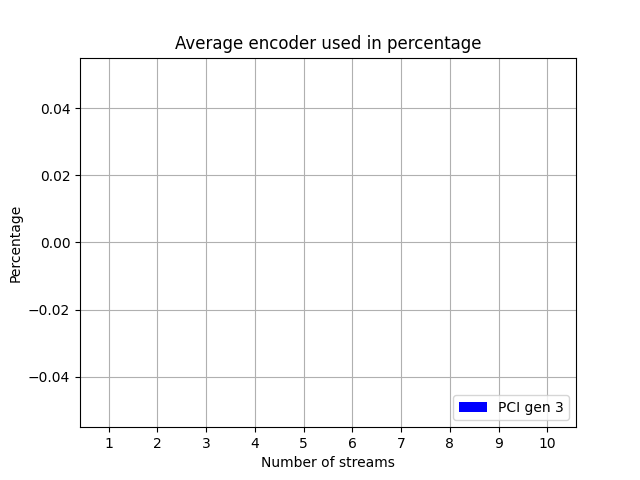 Average encoder used in percentage
Percentage
0.04
0.02
0.00
−0.02
−0.04
PCI gen 3
1 2 3 4 5 6 7 8 9 10
Number of streams